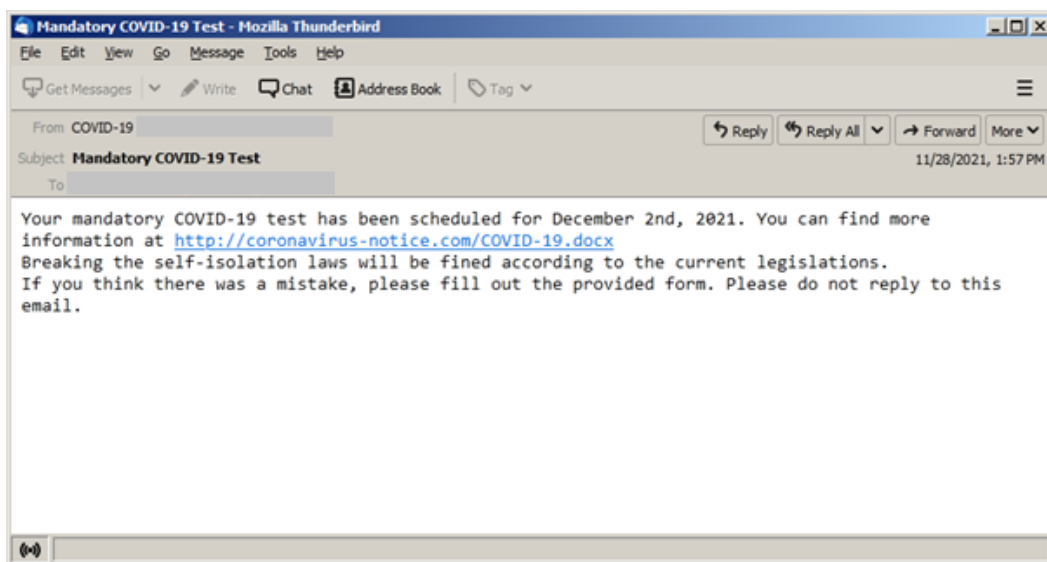 Mandatory COVID-19 Test - Mozilla Thunderbird
File Edit View Go Message Tools Help
Get Messages Write Chat Address Book Tag
From COVID-19 Reply Reply All Forward More
Subject Mandatory COVID-19 Test 11/28/2021, 1:57 PM
To
Your mandatory COVID-19 test has been scheduled for December 2nd, 2021. You can find more
information at http://coronavirus-notice.com/COVID-19.docx
Breaking the self-isolation laws will be fined according to the current legislations.
If you think there was a mistake, please fill out the provided form. Please do not reply to this
email.